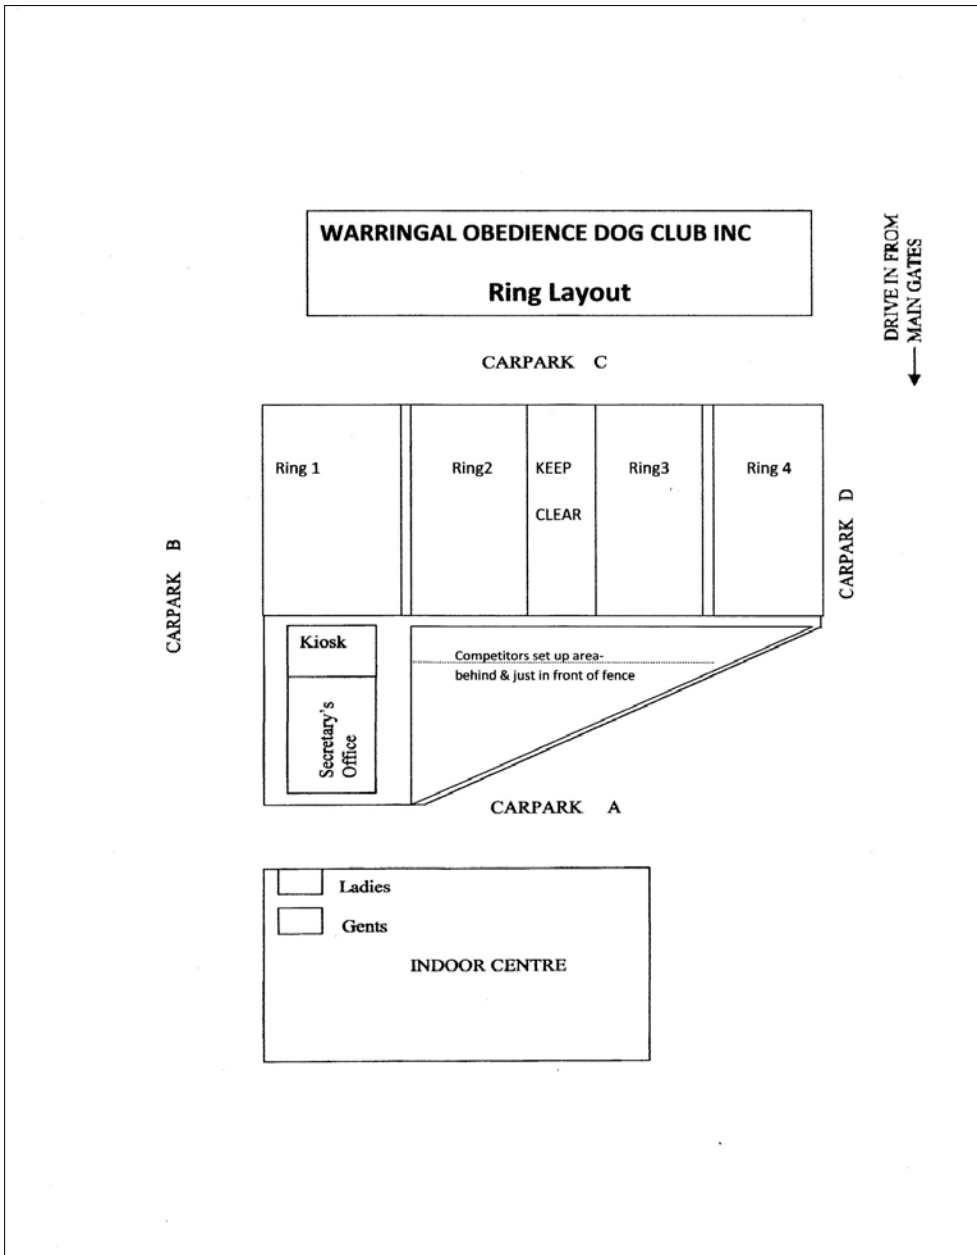 WARRINGAL OBEDIENCE DOG CLUB INC
Ring Layout
DRIVE IN FROM
MAIN GATES
CARPARK C
Ring 1
Ring2
KEEP
CLEAR
Ring3
Ring 4
CARPARK D
CARPARK B
Kiosk
Secretary's
Office
Competitors set up area-
behind & just in front of fence
CARPARK A
Ladies
Gents
INDOOR CENTRE